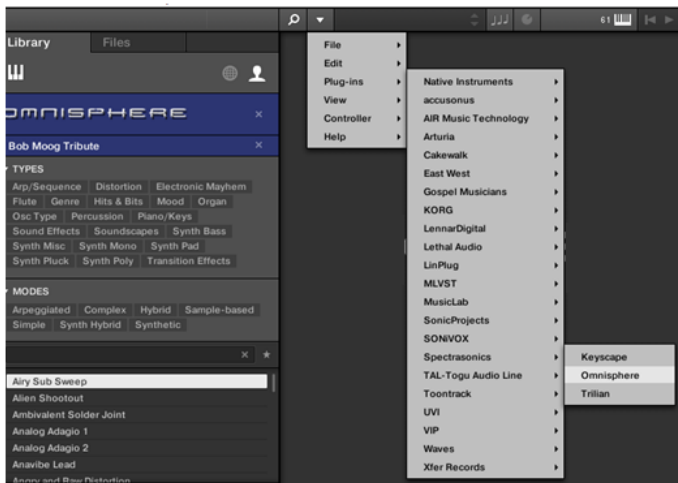 61
Library Files
OMNISPHERE
Bob Moog Tribute
TYPES
Arp/Sequence Distortion Electronic Mayhem
Flute Genre Hits & Bits Mood Organ
Osc Type Percussion Piano/Keys
Sound Effects Soundscapes Synth Bass
Synth Misc Synth Mono Synth Pad
Synth Pluck Synth Poly Transition Effects
MODES
Arpeggiated Complex Hybrid Sample-based
Simple Synth Hybrid Synthetic
Airy Sub Sweep
Alien Shootout
Ambivalent Solder Joint
Analog Adagio 1
Analog Adagio 2
Anavibe Lead
Angry and Raw Distortion
File
Edit
Plug-ins
View
Controller
Help
Native Instruments
accusonus
AIR Music Technology
Arturia
Cakewalk
East West
Gospel Musicians
KORG
LennarDigital
Lethal Audio
LinPlug
MLVST
MusicLab
SonicProjects
SONiVOX
Spectrasonics
TAL-Togu Audio Line
Toontrack
UVI
VIP
Waves
Xfer Records
Keyscape
Omnisphere
Trilian